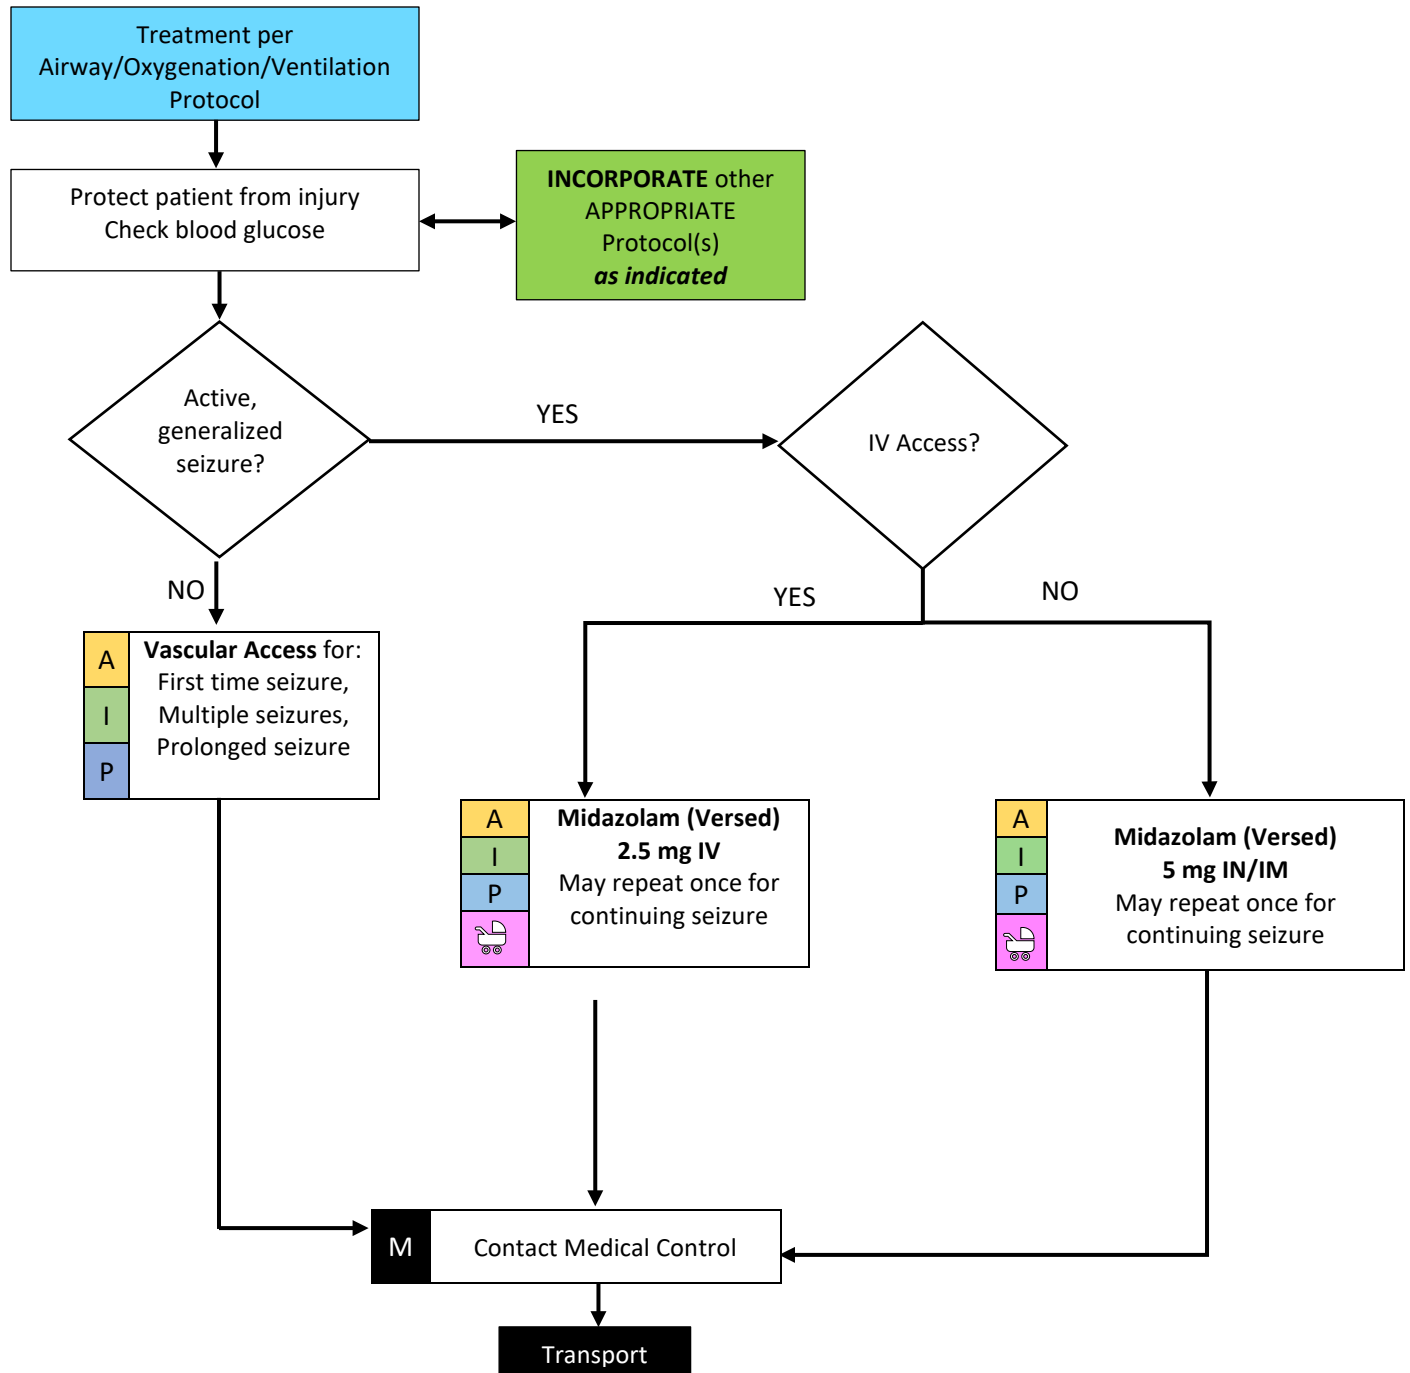 Treatment per
Airway/Oxygenation/Ventilation
Protocol
Protect patient from injury
Check blood glucose
INCORPORATE other
APPROPRIATE
Protocol(s)
as indicated
Active,
generalized
seizure?
YES
IV Access?
NO
YES
NO
A
I
P
Vascular Access for:
First time seizure,
Multiple seizures,
Prolonged seizure
A
I
P
Midazolam (Versed)
2.5 mg IV
May repeat once for
continuing seizure
A
I
P
Midazolam (Versed)
5 mg IN/IM
May repeat once for
continuing seizure
M
Contact Medical Control
Transport